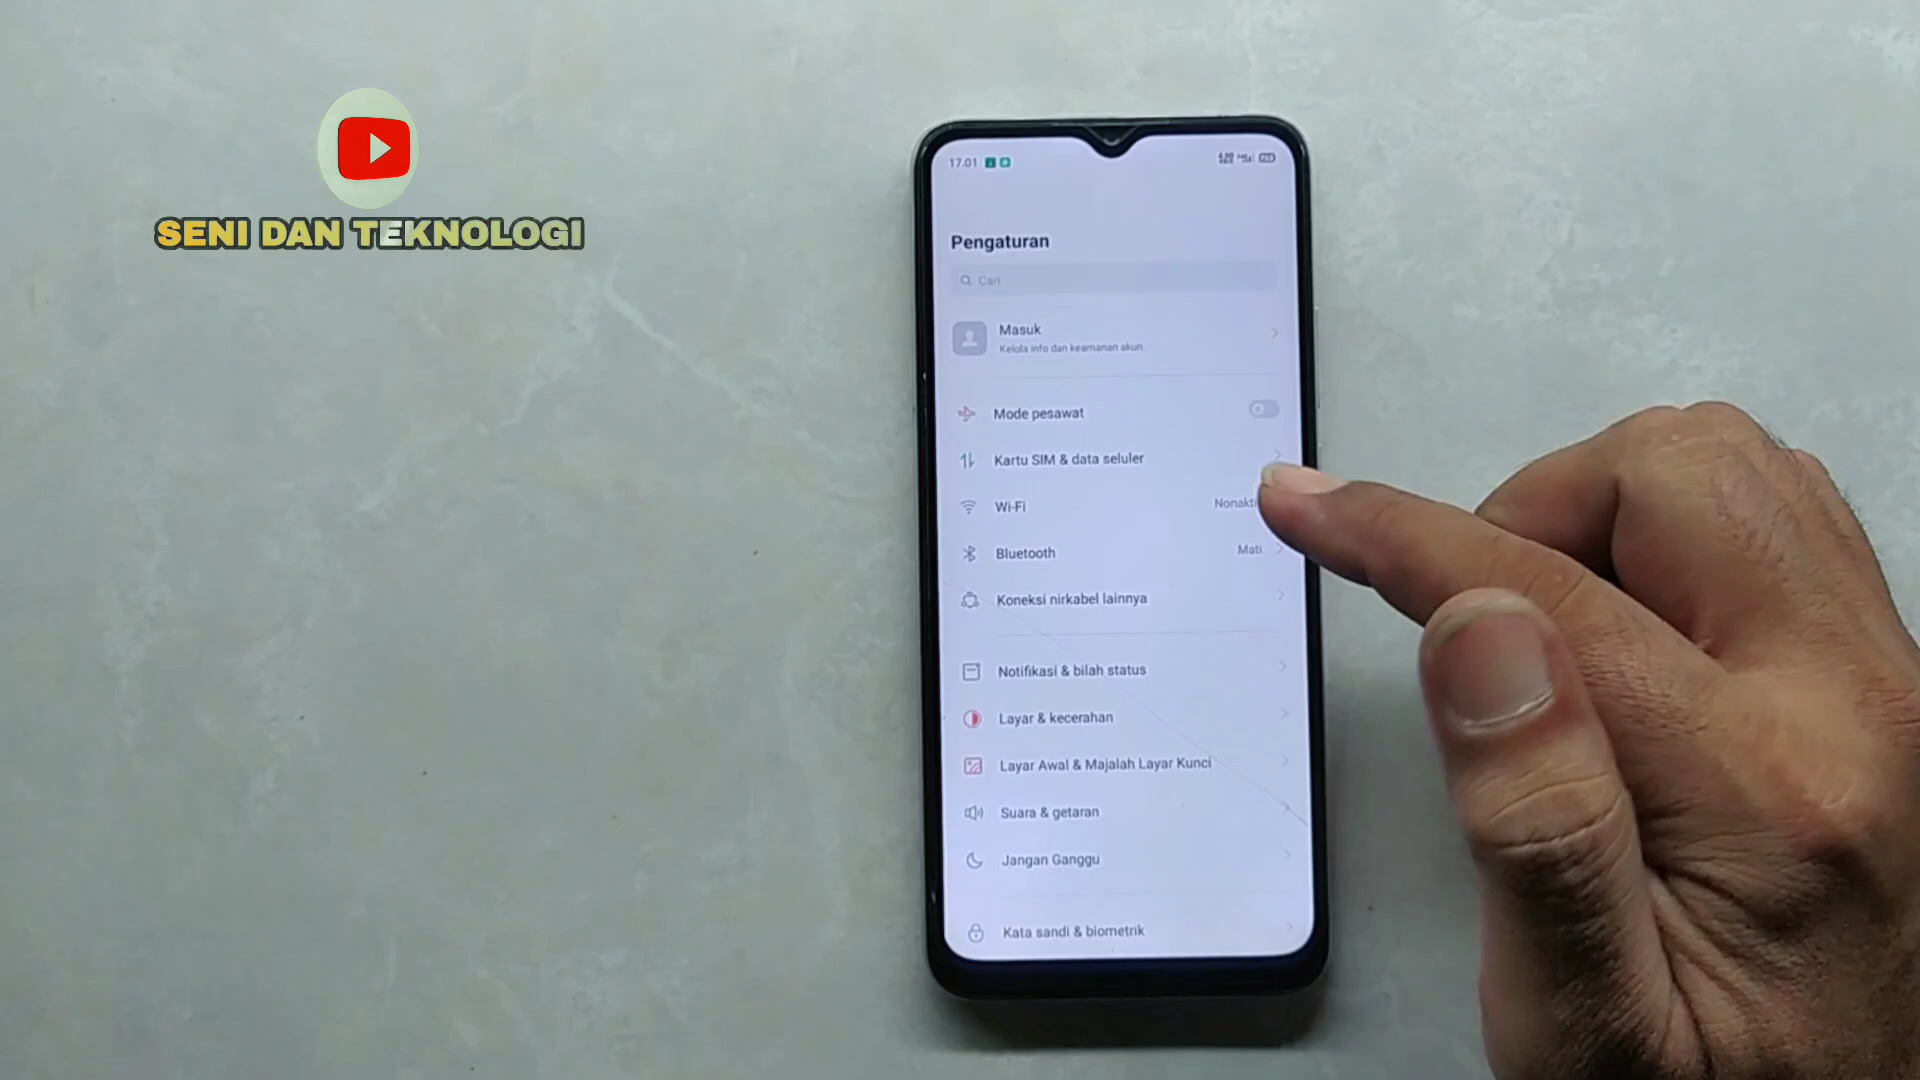 SENI DAN TEKNOLOGI
17.01
Pengaturan
Cari
Masuk
Kelola info dan keamanan akun
Mode pesawat
Kartu SIM & data seluler
Wi-Fi
Nonakti
Bluetooth
Mati
Koneksi nirkabel lainnya
Notifikasi & bilah status
Layar & kecerahan
Layar Awal & Majalah Layar Kunci
Suara & getaran
Jangan Ganggu
Kata sandi & biometrik